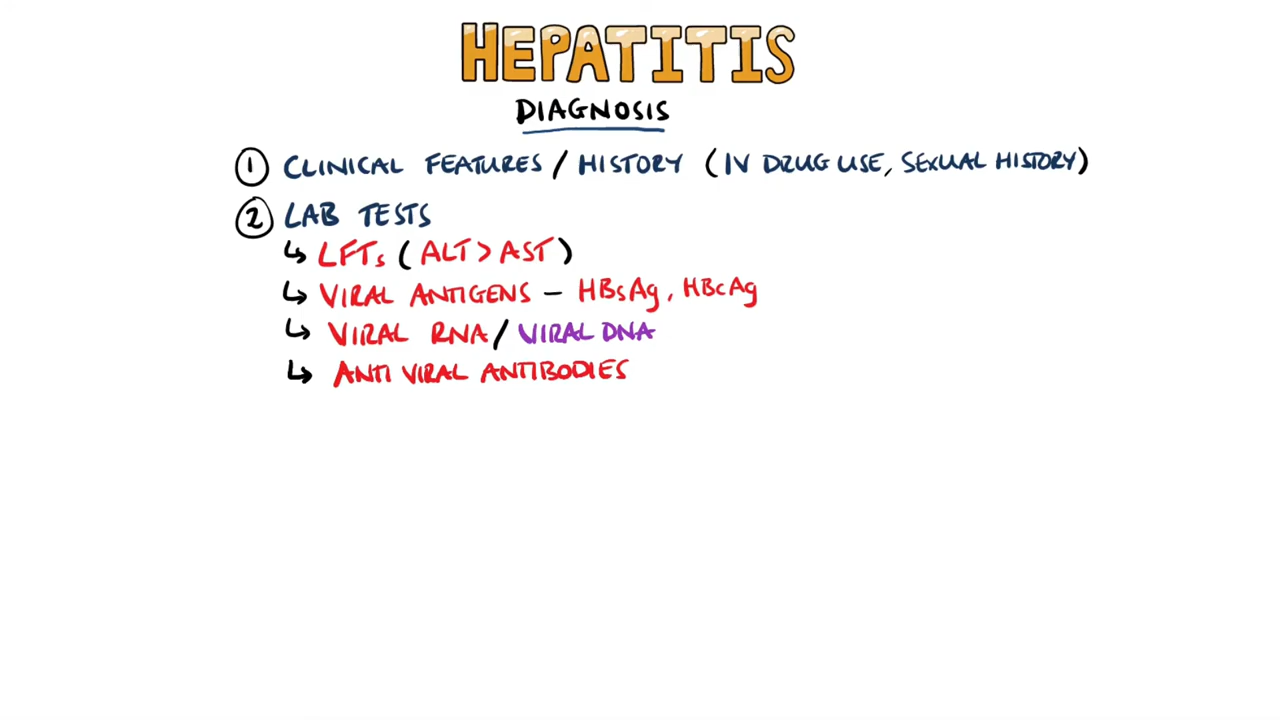 HEPATITIS
DIAGNOSIS
① CLINICAL FEATURES / HISTORY (IV DRUG USE, SEXUAL HISTORY)
② LAB TESTS
↳ LFTs (ALT > AST)
↳ VIRAL ANTIGENS – HBsAg, HBcAg
↳ VIRAL RNA / VIRAL DNA
↳ ANTI VIRAL ANTIBODIES